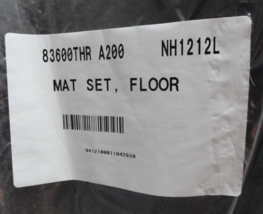 83600THR A200 NH1212L
MAT SET, FLOOR